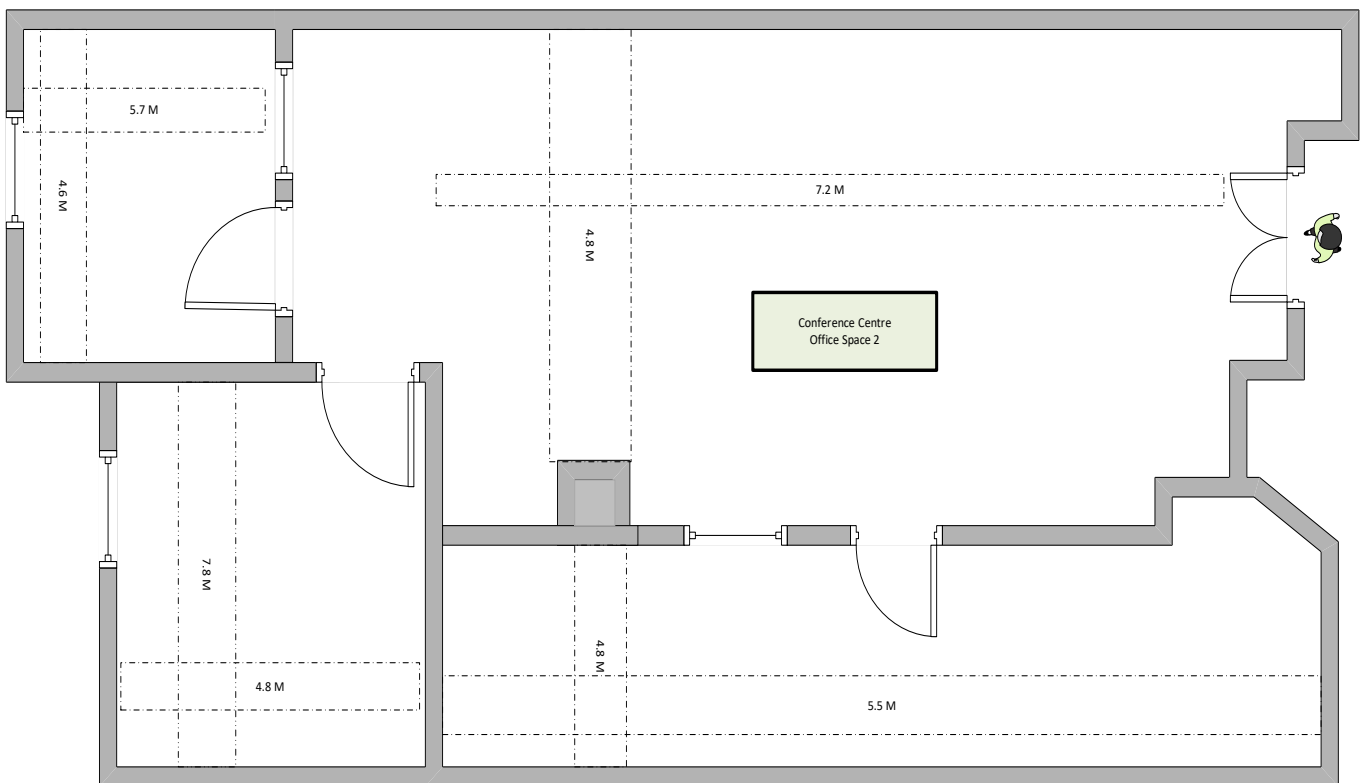 5.7 M
4.6 M
7.2 M
4.8 M
Conference Centre
Office Space 2
7.8 M
4.8 M
4.8 M
5.5 M